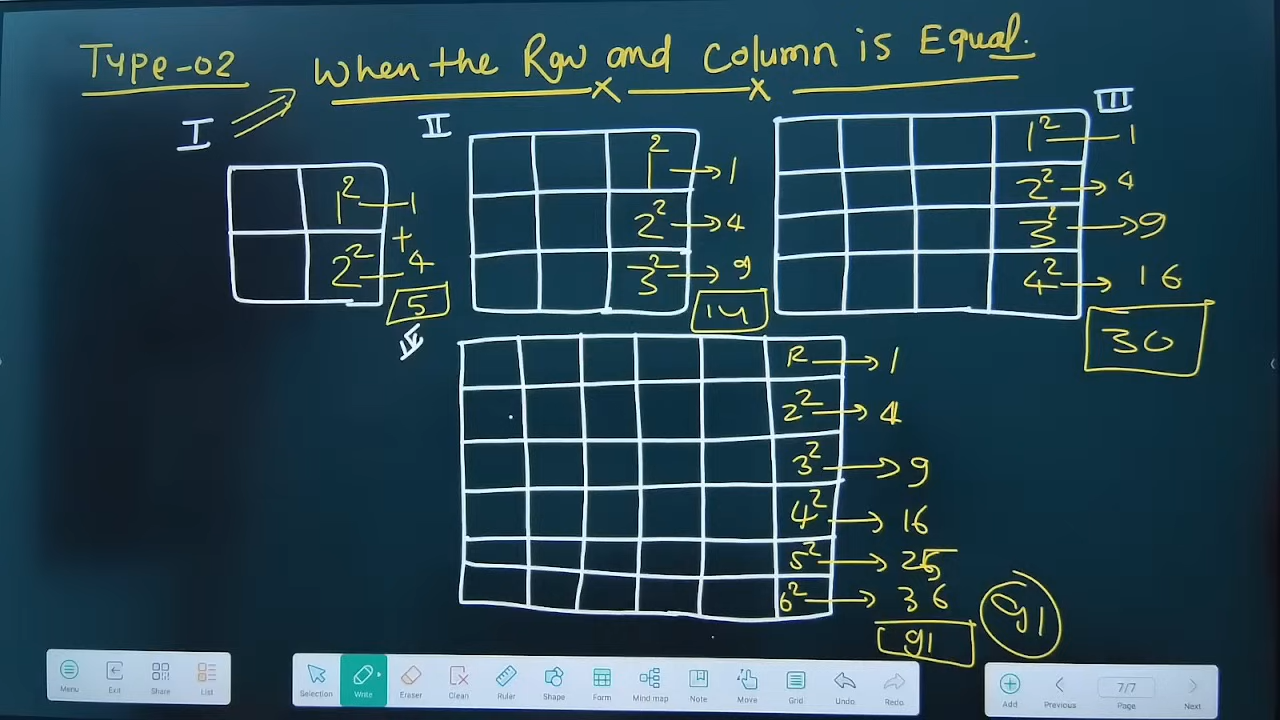 Type-02
When the Row and Column is Equal.
I
1² 1
+
2² 4
5
II
1² → 1
2² → 4
3² → 9
14
III
1² 1
2² → 4
3² → 9
4² → 16
30
IV
→ 1
2² → 4
3² → 9
4² → 16
5² → 25
6² → 36
91
91
Menu
Exit
Share
List
Selection
Write
Eraser
Clean
Ruler
Shape
Form
Mind map
Note
Move
Grid
Undo
Redo
Add
Previous
7/7
Page
Next